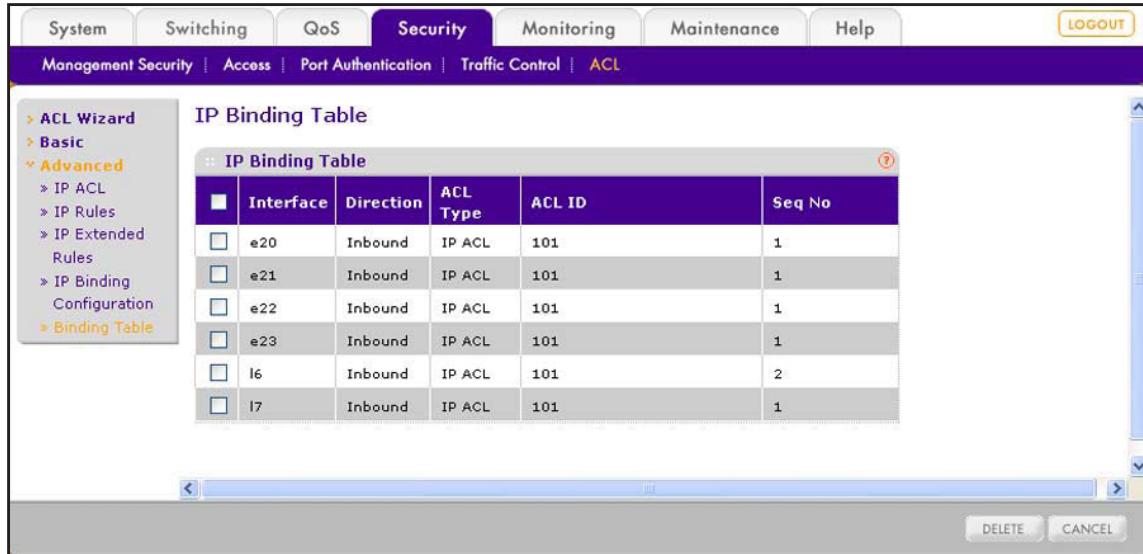 System Switching QoS Security Monitoring Maintenance Help LOGOUT
Management Security | Access | Port Authentication | Traffic Control | ACL
ACL Wizard
Basic
Advanced
» IP ACL
» IP Rules
» IP Extended
Rules
» IP Binding
Configuration
» Binding Table
IP Binding Table
IP Binding Table ?
Interface Direction ACL Type ACL ID Seq No
e20 Inbound IP ACL 101 1
e21 Inbound IP ACL 101 1
e22 Inbound IP ACL 101 1
e23 Inbound IP ACL 101 1
l6 Inbound IP ACL 101 2
l7 Inbound IP ACL 101 1
DELETE CANCEL